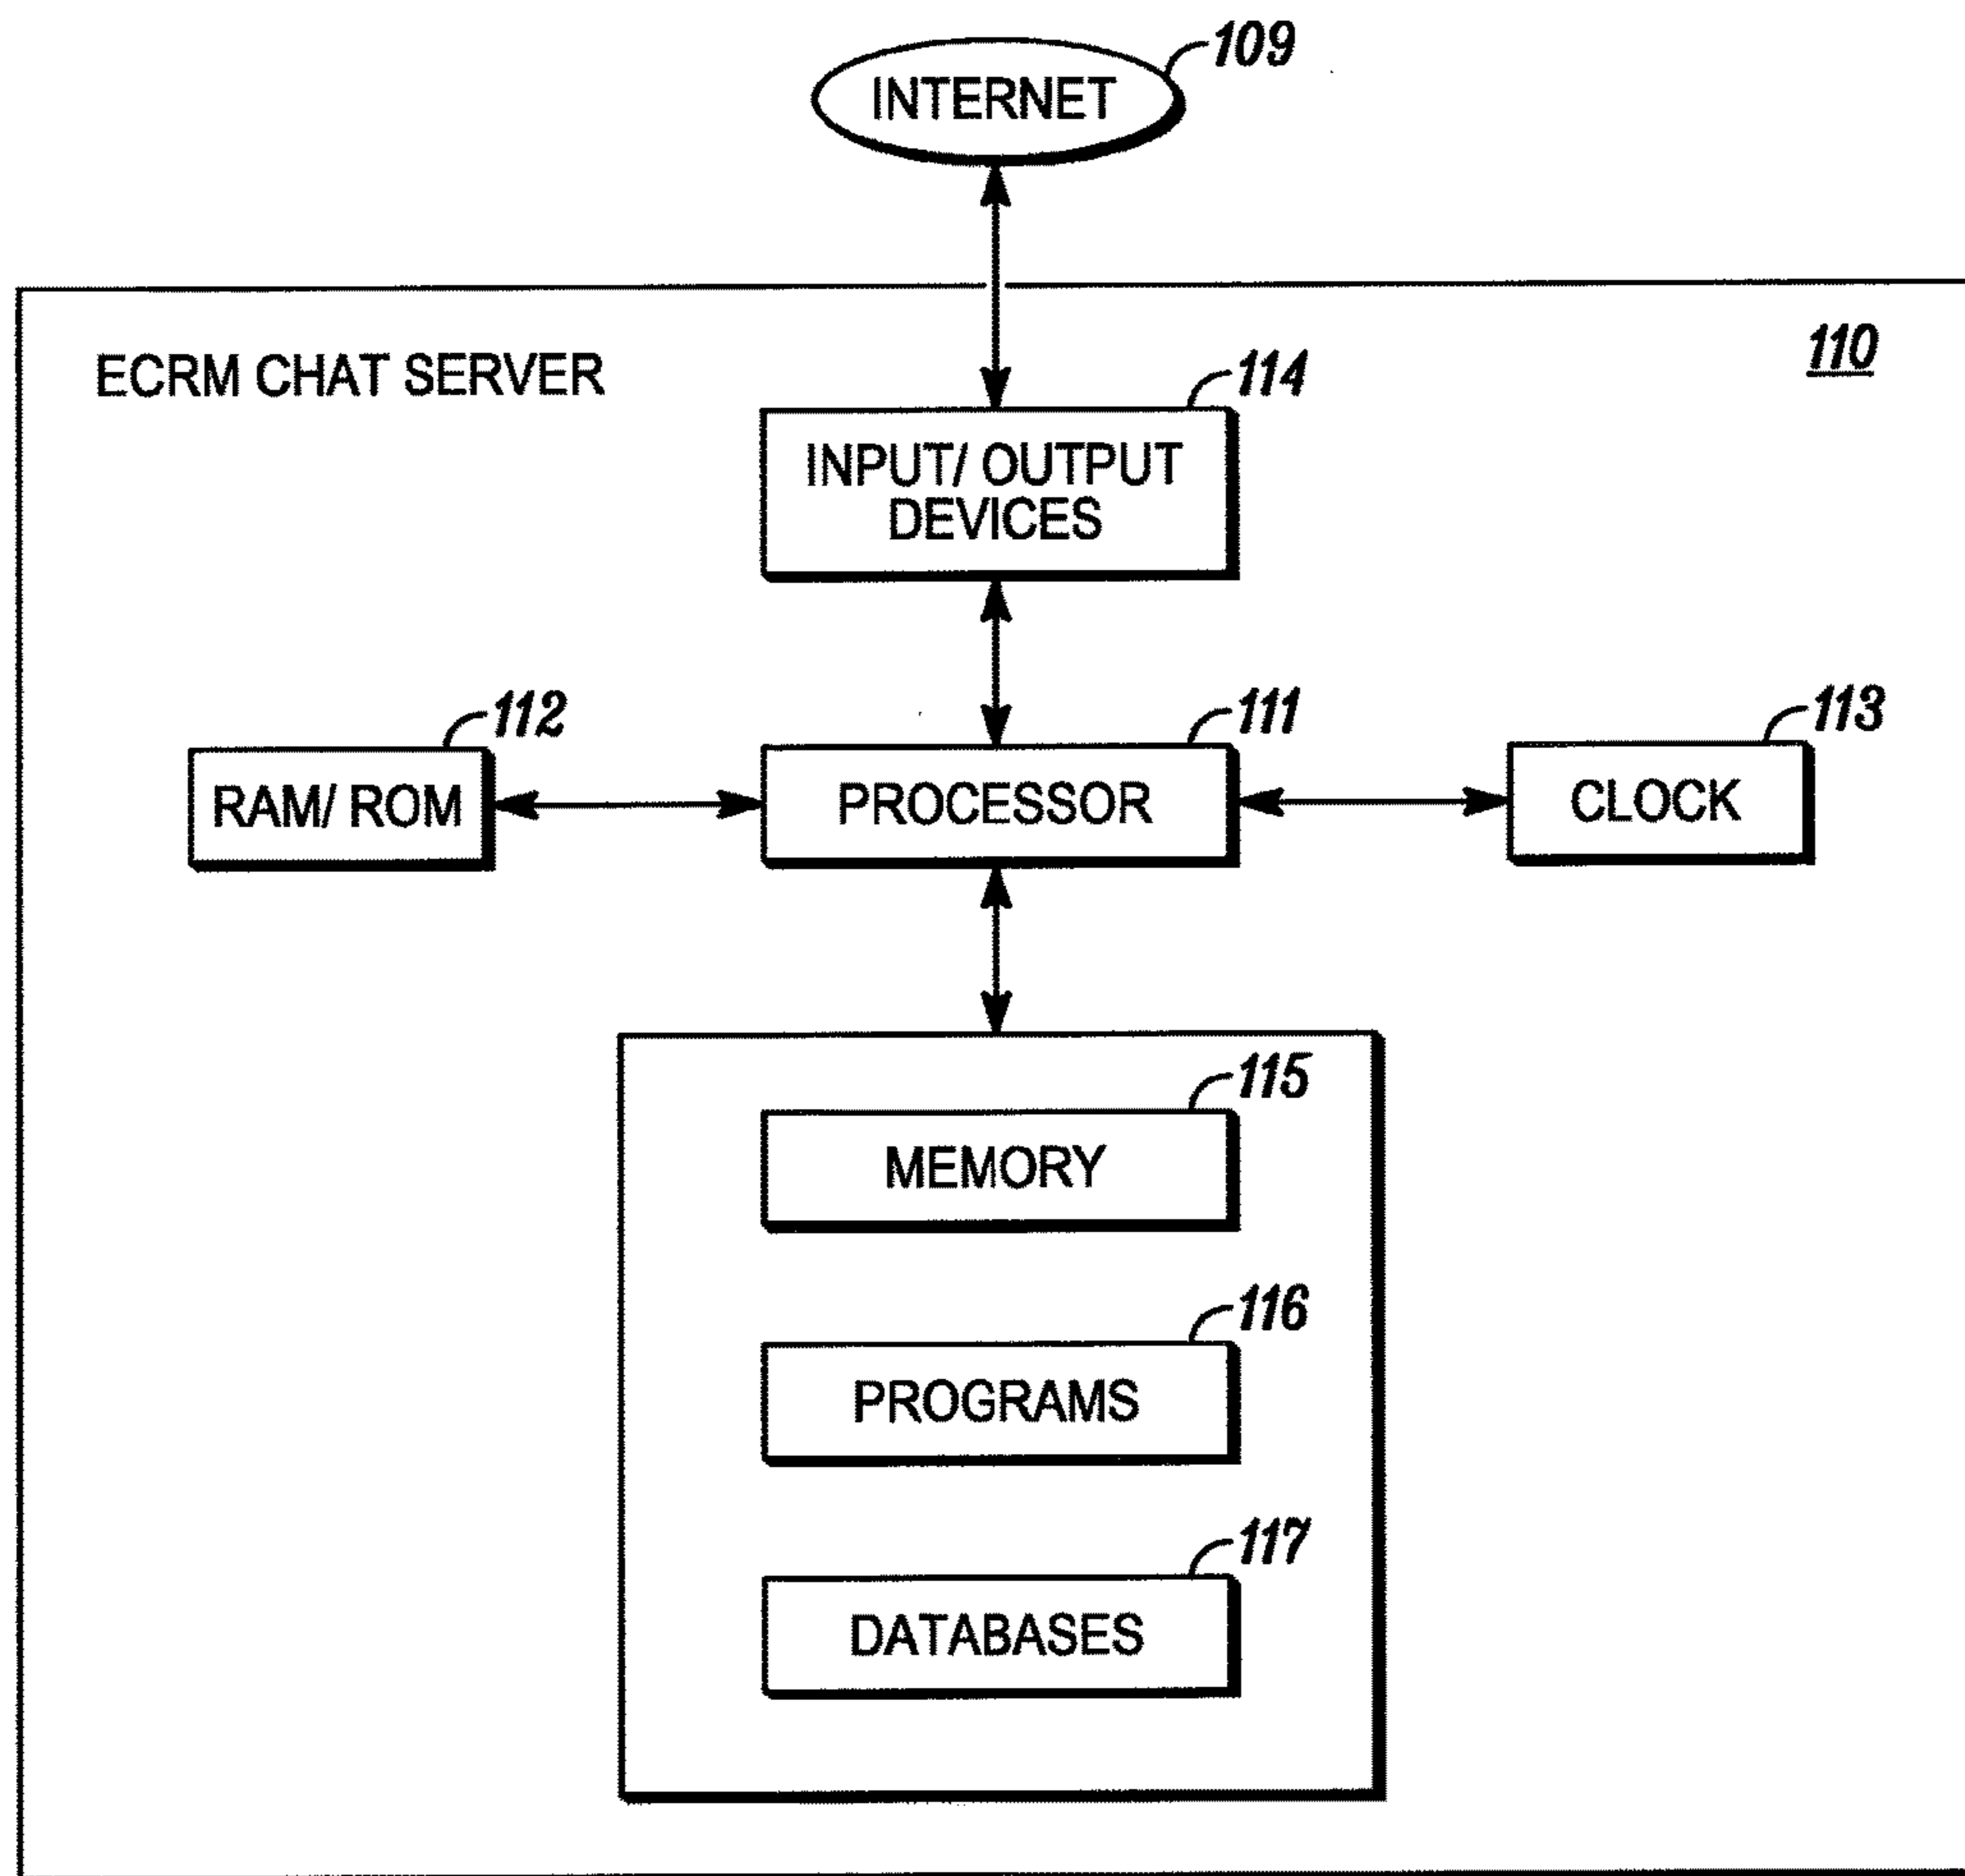 109
INTERNET
ECRM CHAT SERVER
110
114
INPUT/ OUTPUT
DEVICES
112
111
113
RAM/ ROM
PROCESSOR
CLOCK
115
MEMORY
116
PROGRAMS
117
DATABASES